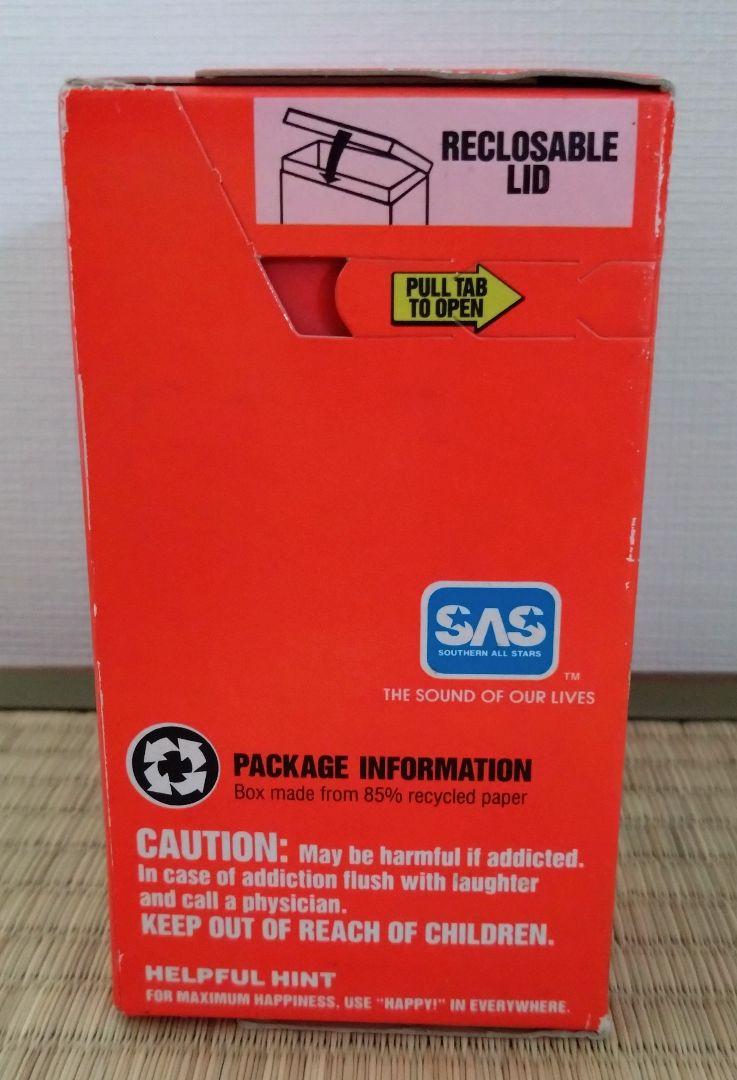 RECLOSABLE
LID
PULL TAB
TO OPEN
SAS
SOUTHERN ALL STARS
TM
THE SOUND OF OUR LIVES
PACKAGE INFORMATION
Box made from 85% recycled paper
CAUTION: May be harmful if addicted.
In case of addiction flush with laughter
and call a physician.
KEEP OUT OF REACH OF CHILDREN.
HELPFUL HINT
FOR MAXIMUM HAPPINESS, USE "HAPPY!" IN EVERYWHERE.